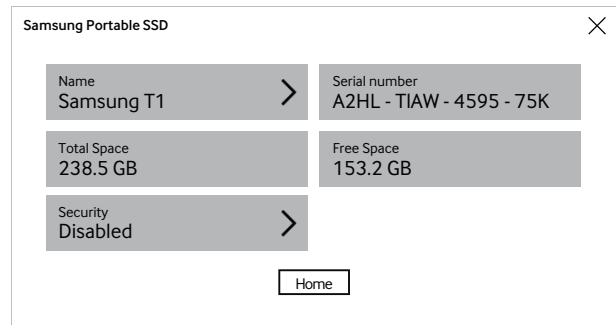 Samsung Portable SSD
Name
Samsung T1
Serial number
A2HL - TIAW - 4595 - 75K
Total Space
238.5 GB
Free Space
153.2 GB
Security
Disabled
Home